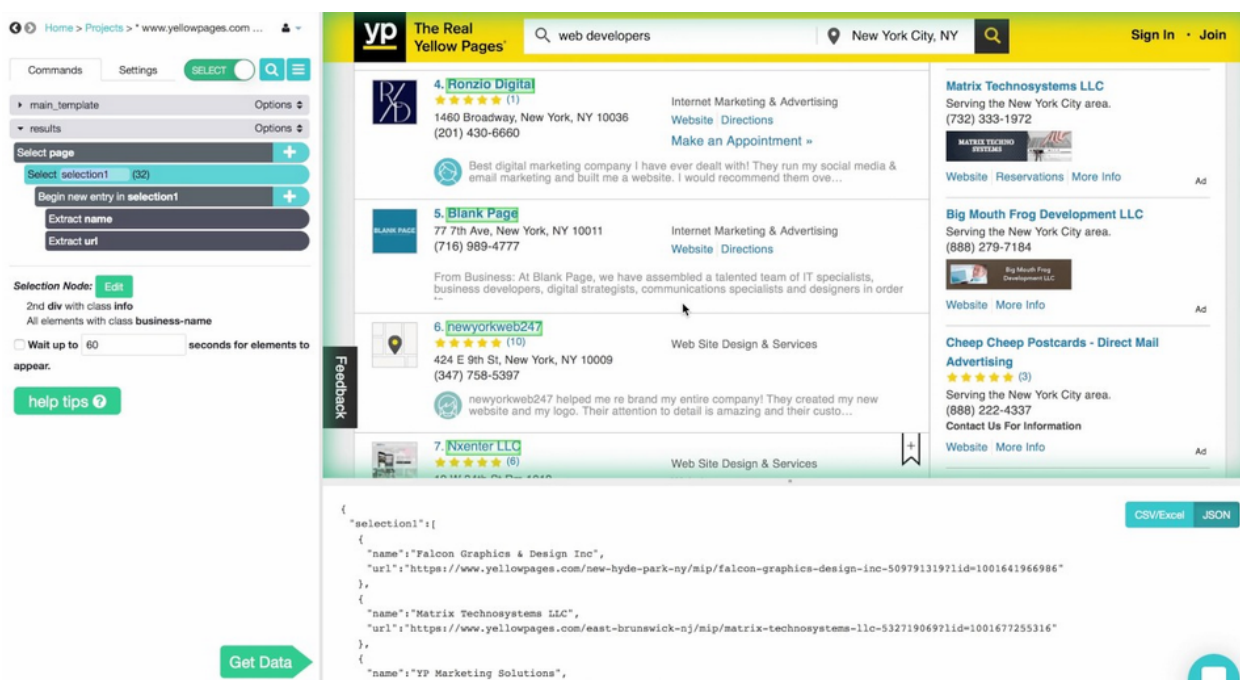 Home > Projects > * www.yellowpages.com ...
Commands
Settings
SELECT
main_template
Options
results
Options
Select page
Select selection1 (32)
Begin new entry in selection1
Extract name
Extract url
Selection Node: Edit
2nd div with class info
All elements with class business-name
Wait up to 60 seconds for elements to
appear.
help tips ?
Get Data
yp The Real
Yellow Pages
web developers
New York City, NY
Sign In · Join
4. Ronzio Digital
(1)
1460 Broadway, New York, NY 10036
(201) 430-6660
Internet Marketing & Advertising
Website Directions
Make an Appointment »
Best digital marketing company I have ever dealt with! They run my social media &
email marketing and built me a website. I would recommend them ove...
BLANK PAGE
5. Blank Page
77 7th Ave, New York, NY 10011
(716) 989-4777
Internet Marketing & Advertising
Website Directions
From Business: At Blank Page, we have assembled a talented team of IT specialists,
business developers, digital strategists, communications specialists and designers in order
6. newyorkweb247
(10)
424 E 9th St, New York, NY 10009
(347) 758-5397
Web Site Design & Services
newyorkweb247 helped me re brand my entire company! They created my new
website and my logo. Their attention to detail is amazing and their custo...
7. Nxenter LLC
(6)
Web Site Design & Services
Feedback
Matrix Technosystems LLC
Serving the New York City area.
(732) 333-1972
MATRIX TECHNO
SYSTEMS
Website Reservations More Info
Ad
Big Mouth Frog Development LLC
Serving the New York City area.
(888) 279-7184
Big Mouth Frog
Development LLC
Website More Info
Ad
Cheep Cheep Postcards - Direct Mail
Advertising
(3)
Serving the New York City area.
(888) 222-4337
Contact Us For Information
Website More Info
Ad
CSV/Excel JSON
{
"selection1":[
{
"name":"Falcon Graphics & Design Inc",
"url":"https://www.yellowpages.com/new-hyde-park-ny/mip/falcon-graphics-design-inc-509791319?lid=1001641966986"
},
{
"name":"Matrix Technosystems LLC",
"url":"https://www.yellowpages.com/east-brunswick-nj/mip/matrix-technosystems-llc-532719069?lid=1001677255316"
},
{
"name":"YP Marketing Solutions",